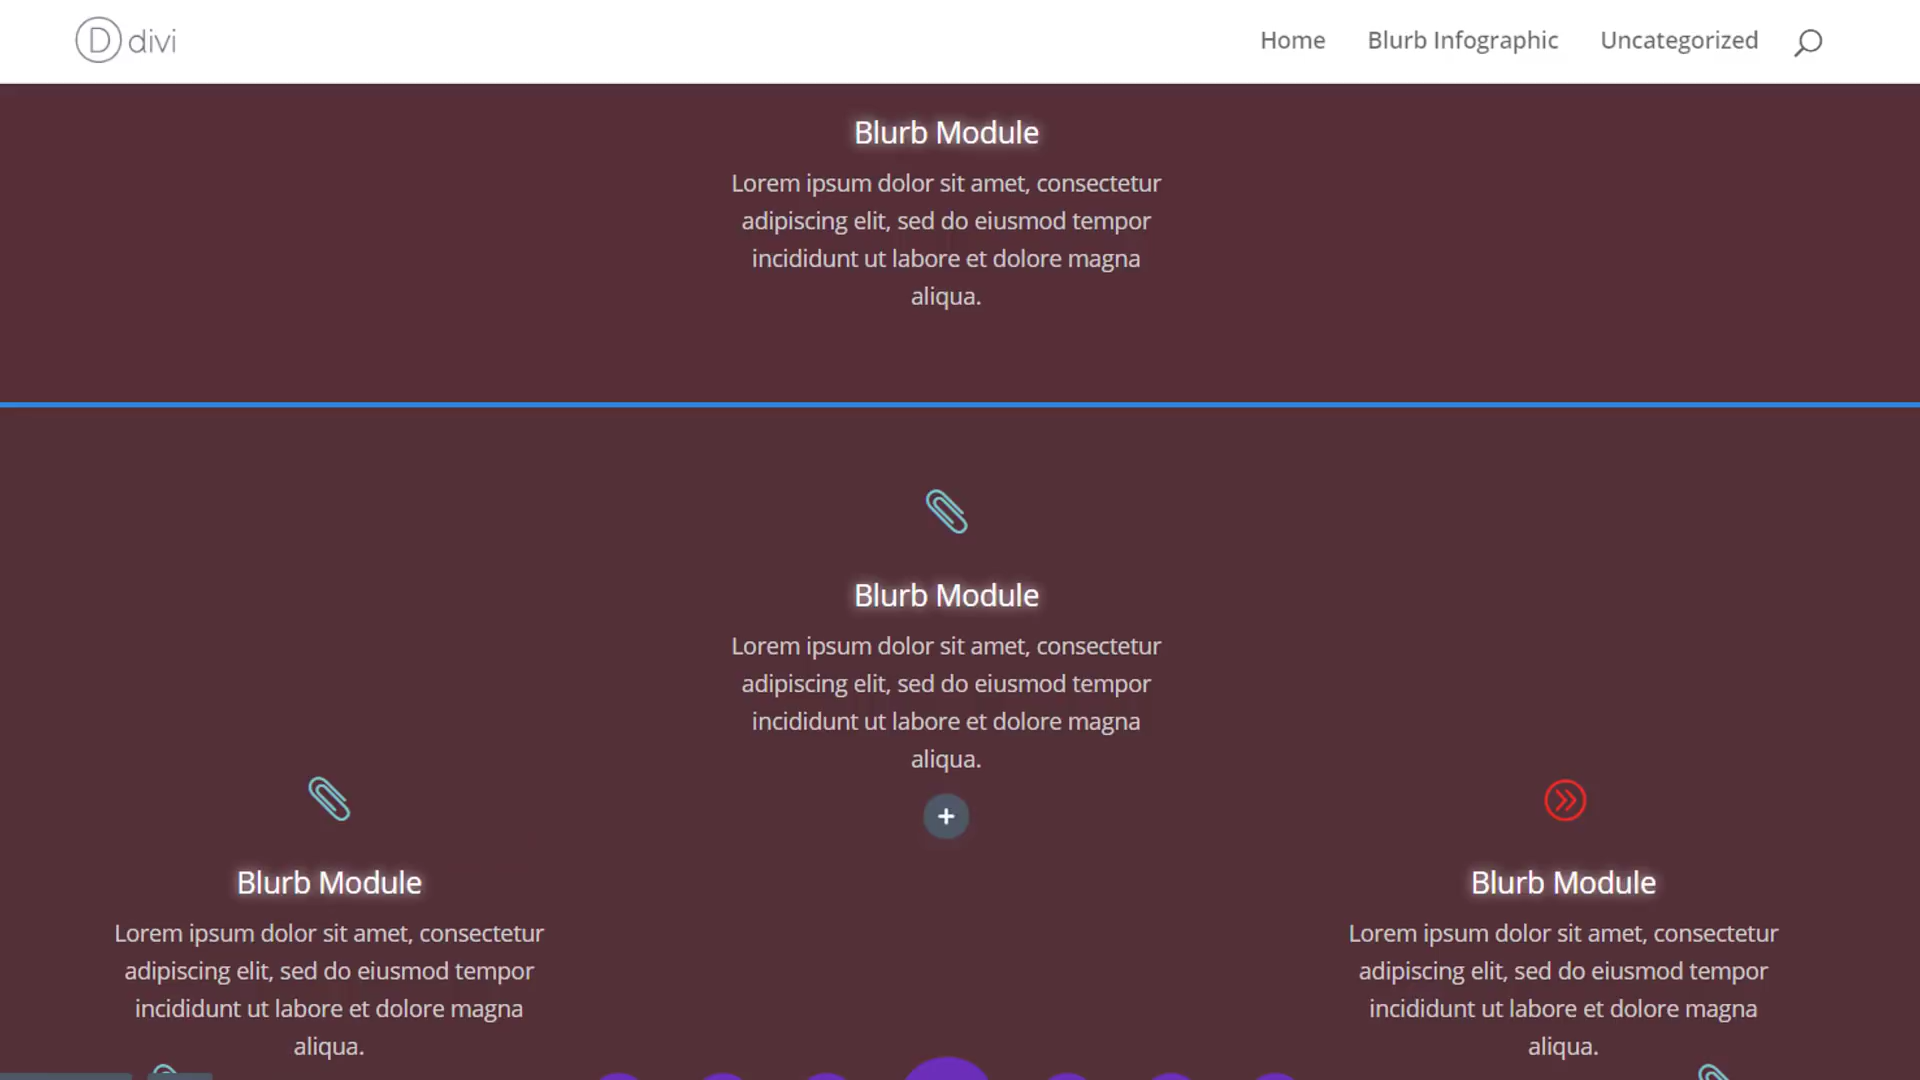 D divi
Home Blurb Infographic Uncategorized
Blurb Module
Lorem ipsum dolor sit amet, consectetur
adipiscing elit, sed do eiusmod tempor
incididunt ut labore et dolore magna
aliqua.
Blurb Module
Lorem ipsum dolor sit amet, consectetur
adipiscing elit, sed do eiusmod tempor
incididunt ut labore et dolore magna
aliqua.
Blurb Module
Lorem ipsum dolor sit amet, consectetur
adipiscing elit, sed do eiusmod tempor
incididunt ut labore et dolore magna
aliqua.
Blurb Module
Lorem ipsum dolor sit amet, consectetur
adipiscing elit, sed do eiusmod tempor
incididunt ut labore et dolore magna
aliqua.